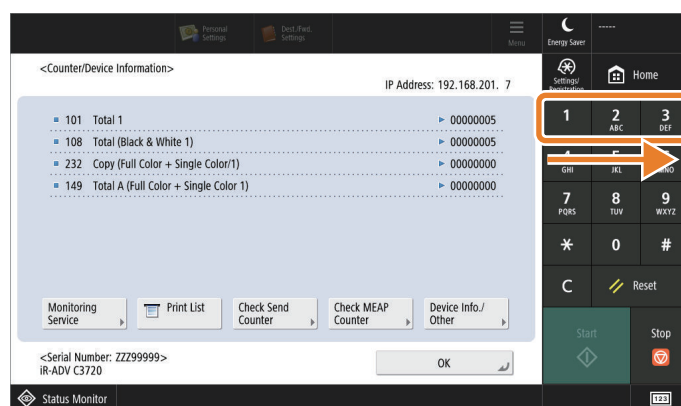 Personal
Settings
Dest./Fwd.
Settings
Menu
Energy Saver
-----
<Counter/Device Information>
IP Address: 192.168.201. 7
Settings/
Registration
Home
101 Total 1 00000005
108 Total (Black & White 1) 00000005
232 Copy (Full Color + Single Color/1) 00000000
149 Total A (Full Color + Single Color 1) 00000000
1
2
ABC
3
DEF
GHI
JKL
MNO
7
PQRS
8
TUV
9
WXYZ
0
#
C
Reset
Monitoring
Service
Print List
Check Send
Counter
Check MEAP
Counter
Device Info./
Other
Start
Stop
<Serial Number: ZZZ99999>
iR-ADV C3720
OK
Status Monitor
123